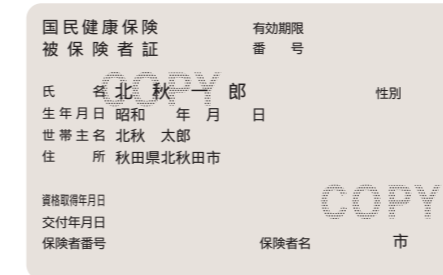 国民健康保険 有効期限
被保険者証 番 号
氏 名 北 秋 一 郎 性別
COPY
生年月日 昭和 年 月 日
世帯主名 北秋 太郎
住 所 秋田県北秋田市
資格取得年月日
COPY
交付年月日
保険者番号 保険者名 市